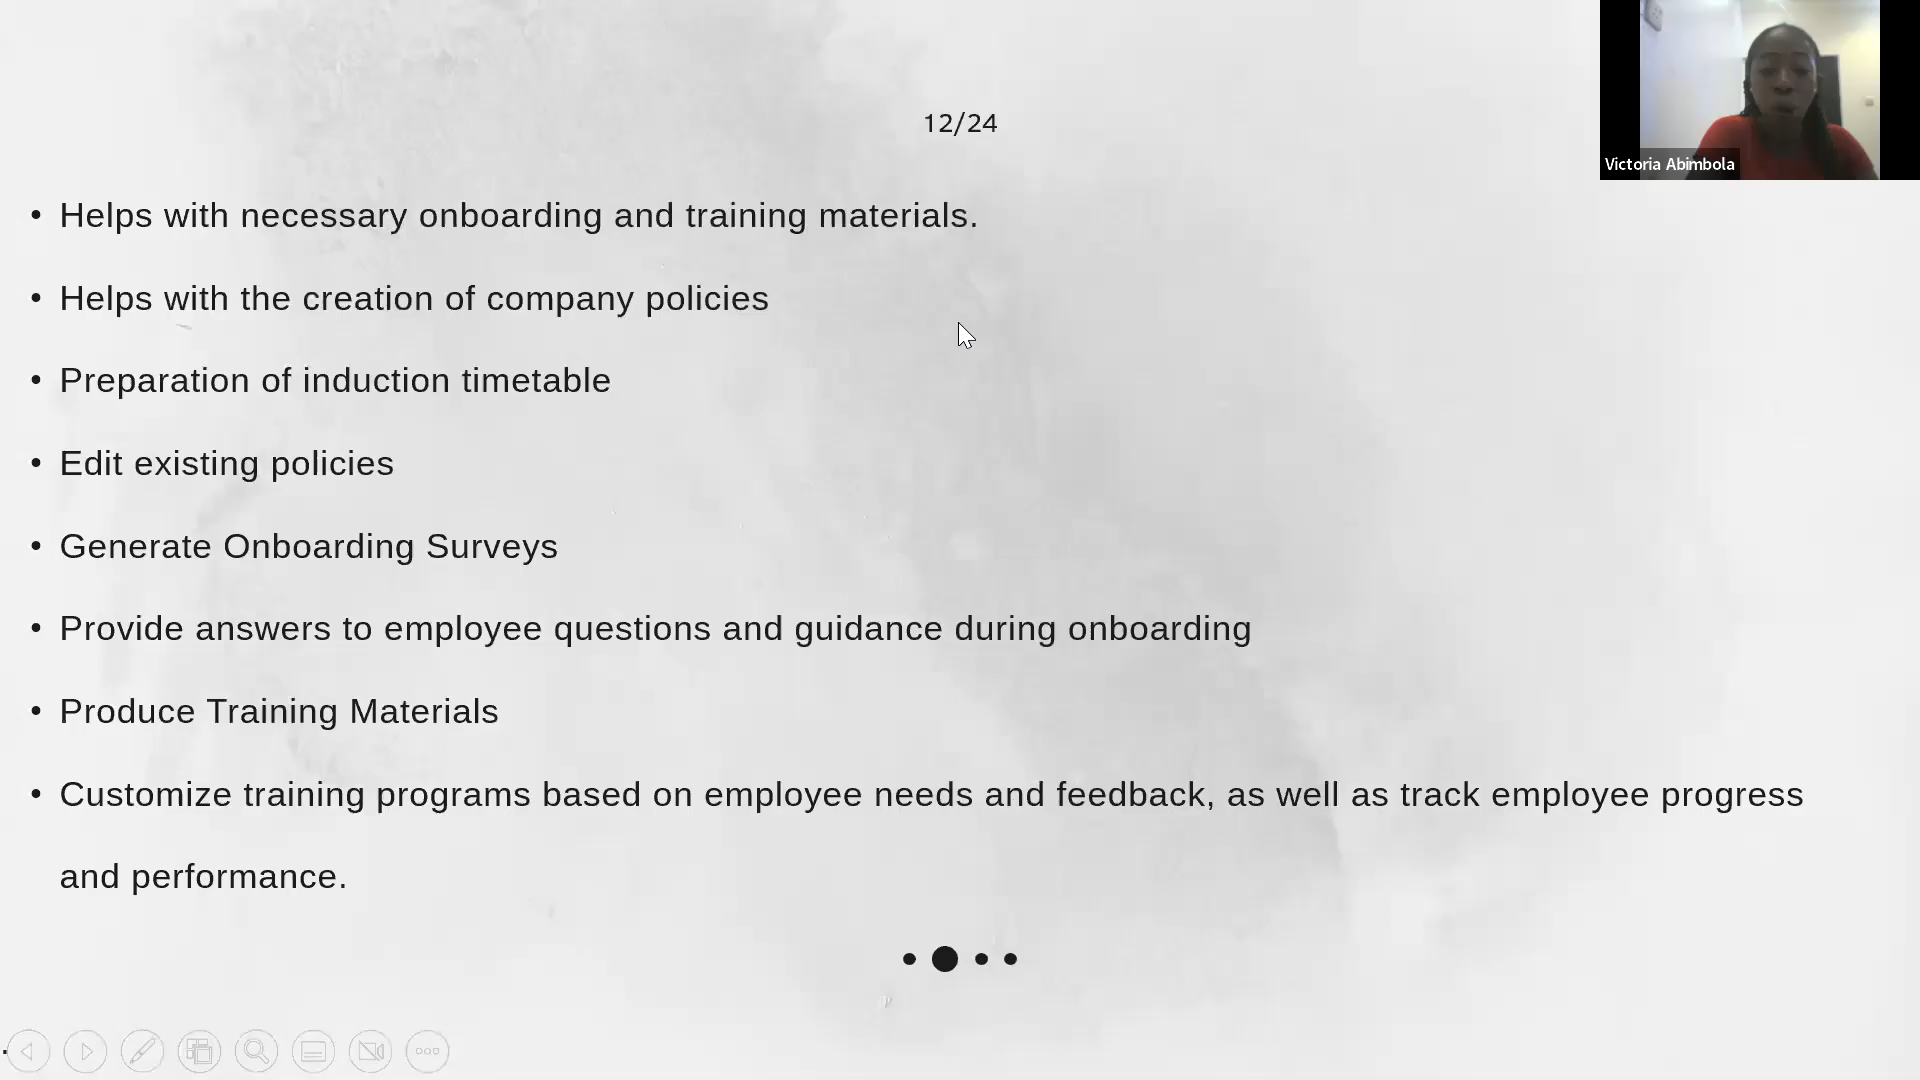 12/24
Victoria Abimbola
• Helps with necessary onboarding and training materials.
• Helps with the creation of company policies
• Preparation of induction timetable
• Edit existing policies
• Generate Onboarding Surveys
• Provide answers to employee questions and guidance during onboarding
• Produce Training Materials
• Customize training programs based on employee needs and feedback, as well as track employee progress
and performance.